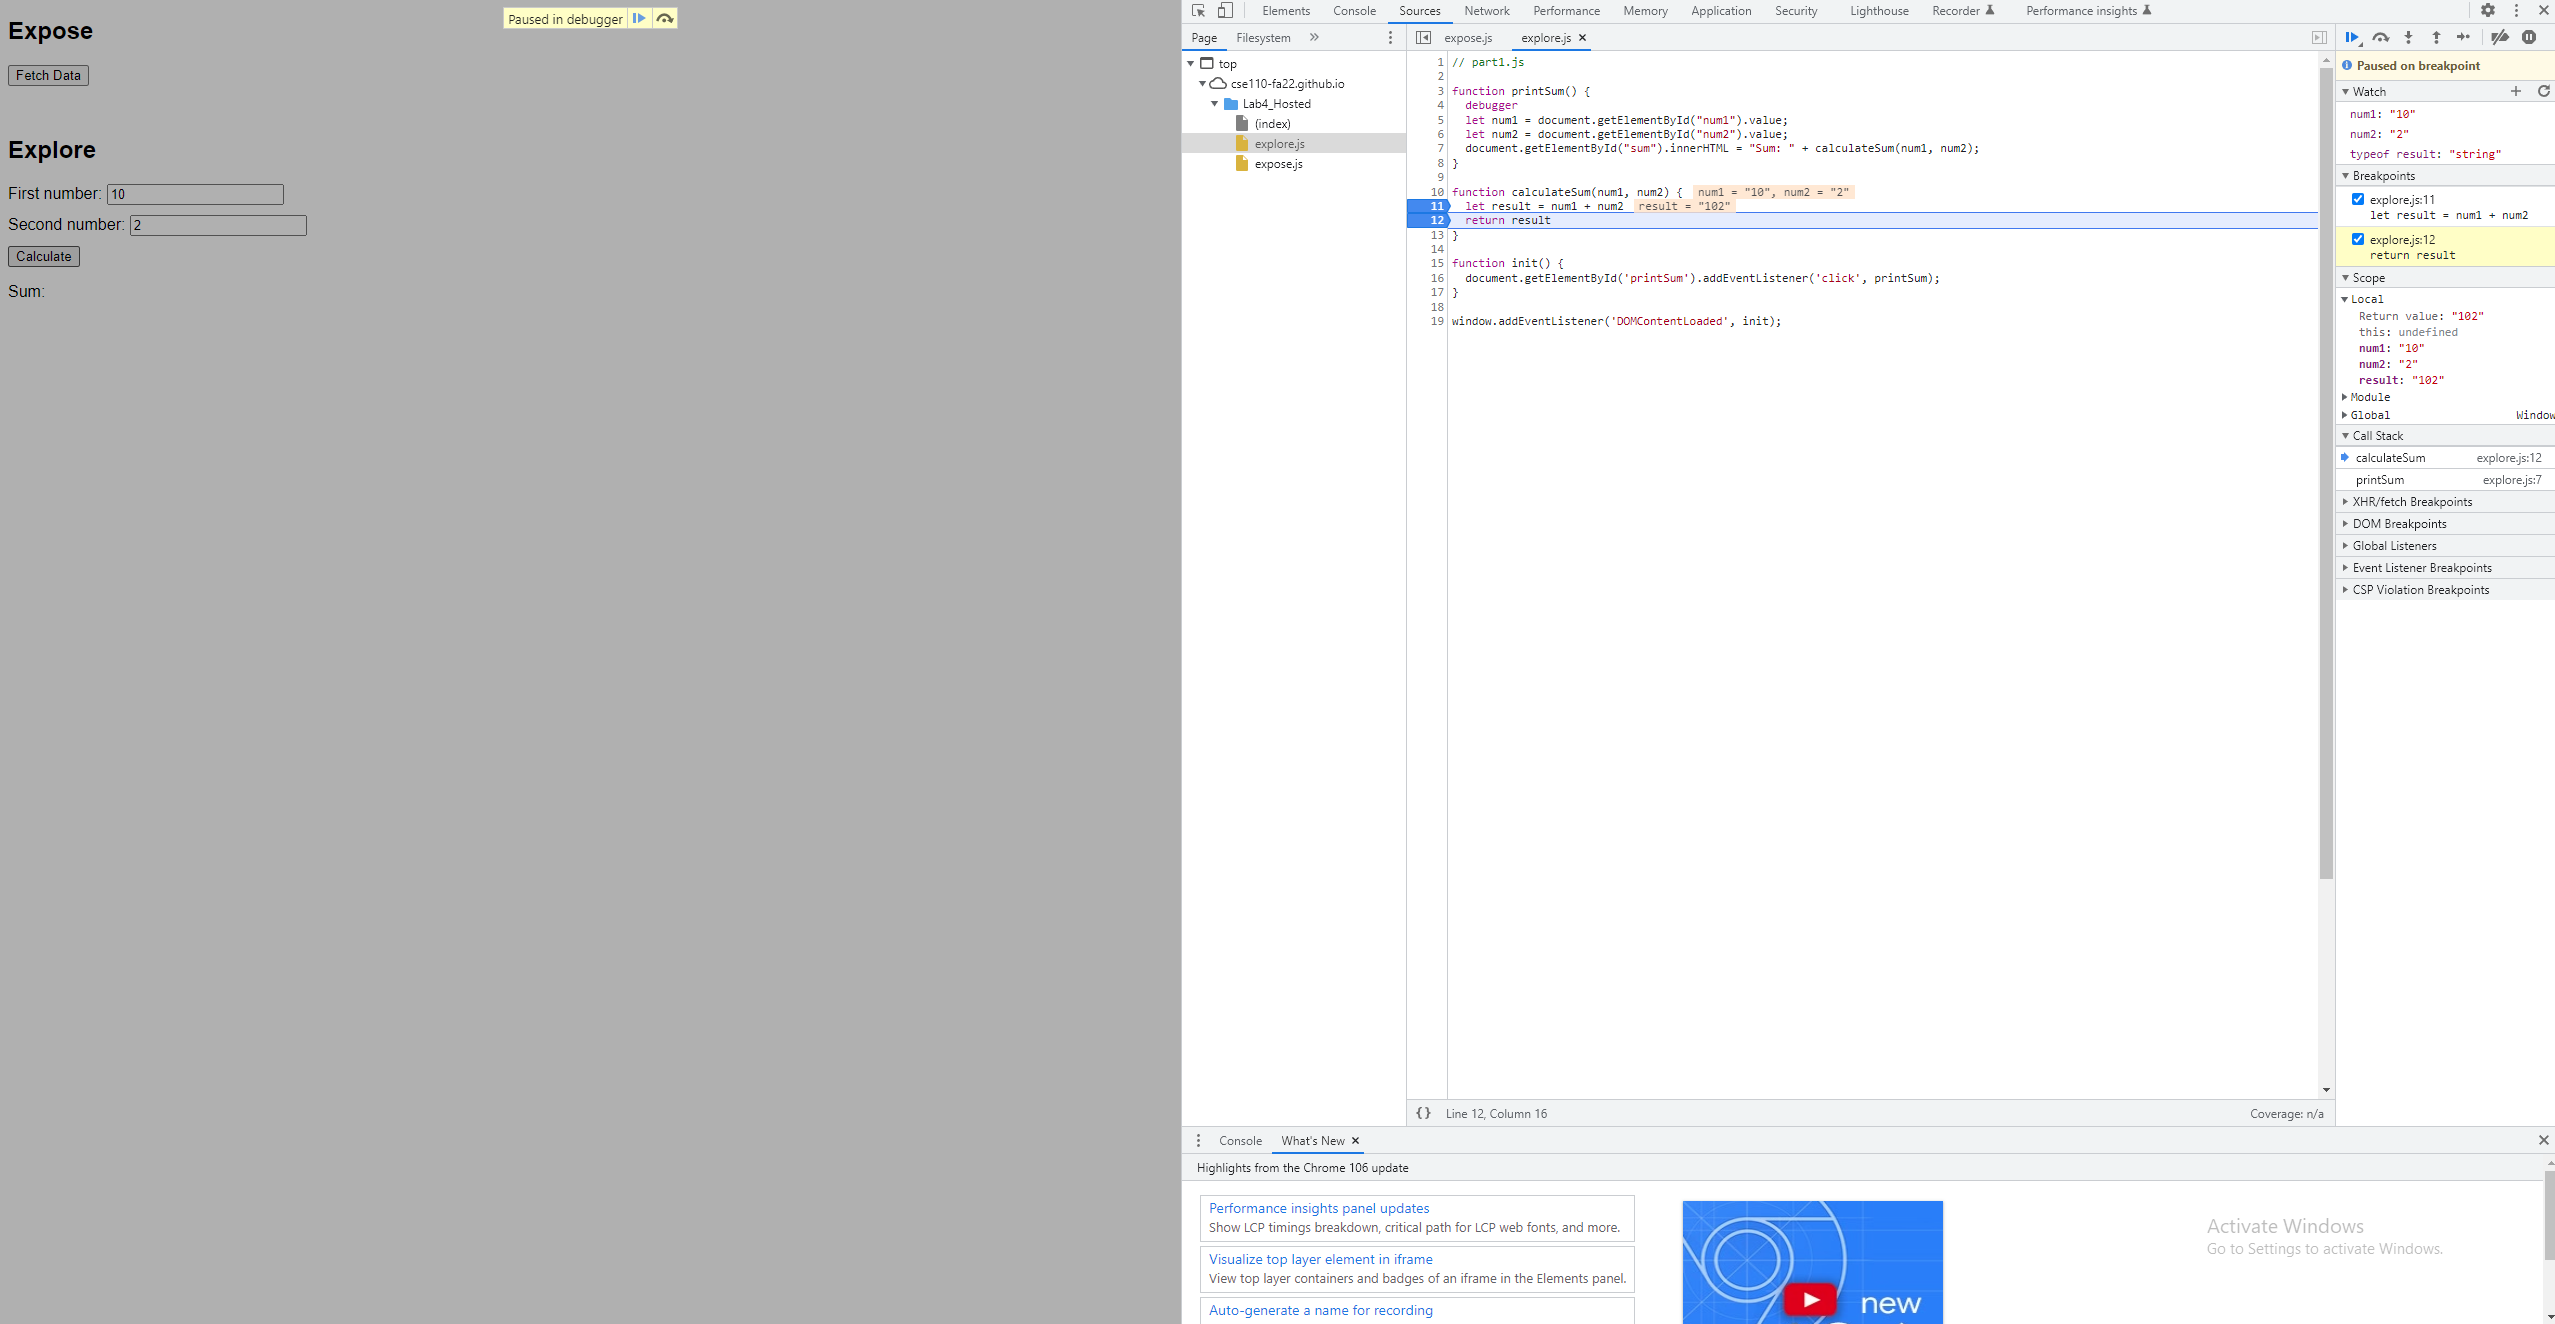 Paused in debugger
Expose
Fetch Data
Explore
First number: 10
Second number: 2
Calculate
Sum:
Elements Console Sources Network Performance Memory Application Security Lighthouse Recorder Performance insights
Page Filesystem »
top
cse110-fa22.github.io
Lab4_Hosted
(index)
explore.js
expose.js
expose.js explore.js
1 // part1.js
2
3 function printSum() {
4 debugger
5 let num1 = document.getElementById("num1").value;
6 let num2 = document.getElementById("num2").value;
7 document.getElementById("sum").innerHTML = "Sum: " + calculateSum(num1, num2);
8 }
9
10 function calculateSum(num1, num2) { num1 = "10", num2 = "2"
11 let result = num1 + num2 result = "102"
12 return result
13 }
14
15 function init() {
16 document.getElementById('printSum').addEventListener('click', printSum);
17 }
18
19 window.addEventListener('DOMContentLoaded', init);
{} Line 12, Column 16 Coverage: n/a
Paused on breakpoint
Watch
num1: "10"
num2: "2"
typeof result: "string"
Breakpoints
explore.js:11
let result = num1 + num2
explore.js:12
return result
Scope
Local
Return value: "102"
this: undefined
num1: "10"
num2: "2"
result: "102"
Module
Global Window
Call Stack
calculateSum explore.js:12
printSum explore.js:7
XHR/fetch Breakpoints
DOM Breakpoints
Global Listeners
Event Listener Breakpoints
CSP Violation Breakpoints
Console What's New
Highlights from the Chrome 106 update
Performance insights panel updates
Show LCP timings breakdown, critical path for LCP web fonts, and more.
Visualize top layer element in iframe
View top layer containers and badges of an iframe in the Elements panel.
Auto-generate a name for recording
new
Activate Windows
Go to Settings to activate Windows.